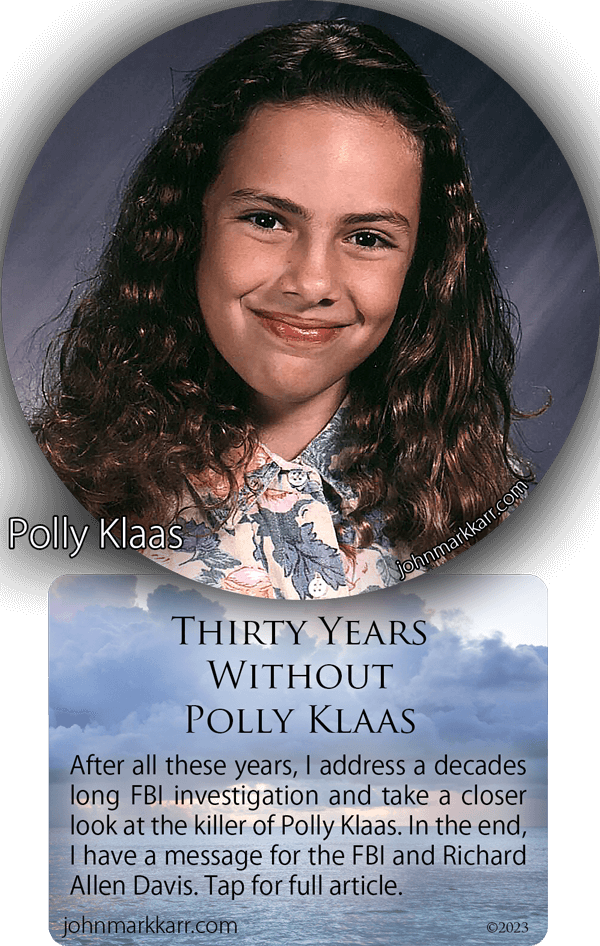 Polly Klaas
johnmarkkarr.com
Thirty Years
Without
Polly Klaas
After all these years, I address a decades
long FBI investigation and take a closer
look at the killer of Polly Klaas. In the end,
I have a message for the FBI and Richard
Allen Davis. Tap for full article.
johnmarkkarr.com
©2023